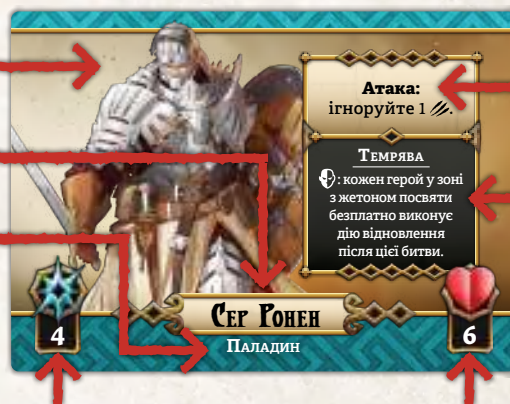 Атака:
ігноруйте 1 .
Темрява
: кожен герой у зоні
з жетоном посвяти
безплатно виконує
дію відновлення
після цієї битви.
4
Сер Ронен
6
Паладин